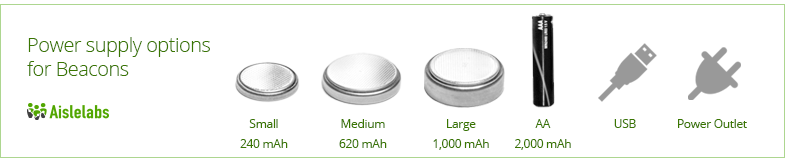 Power supply options
for Beacons
Aislelabs
Small
240 mAh
Medium
620 mAh
Large
1,000 mAh
AA
2,000 mAh
USB
Power Outlet